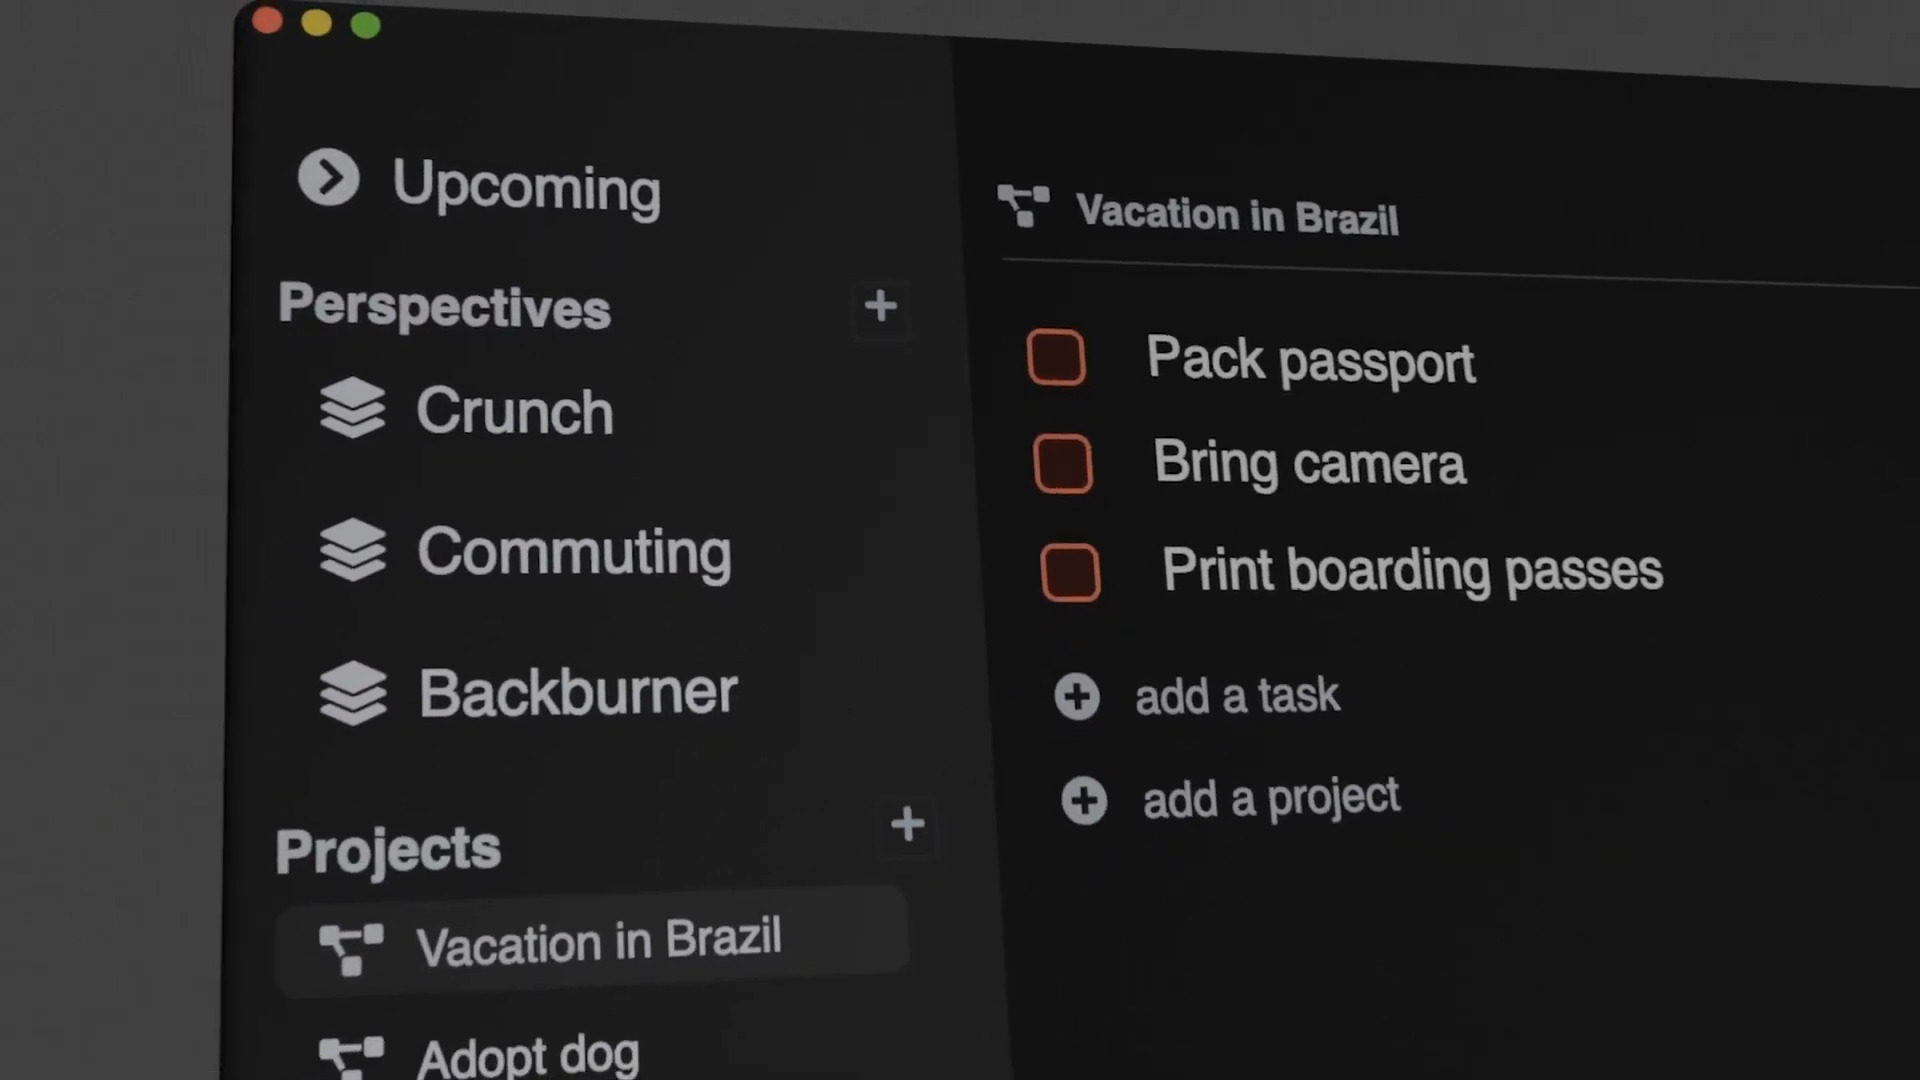 Upcoming
Perspectives
Crunch
Commuting
Backburner
Projects
Vacation in Brazil
Adopt dog
Vacation in Brazil
Pack passport
Bring camera
Print boarding passes
add a task
add a project